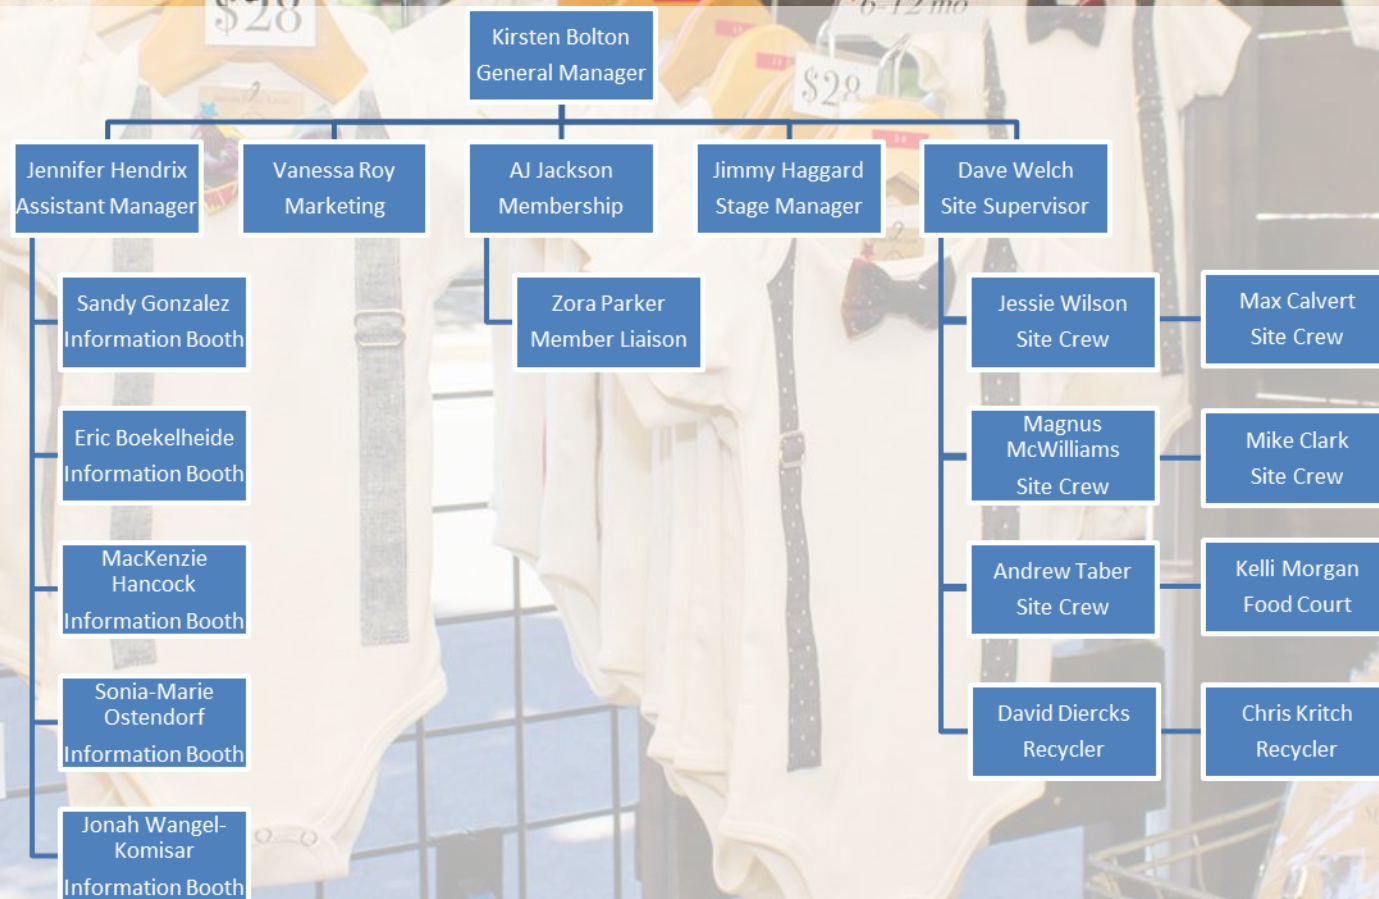 $28
6-12 mo
$28
Kirsten Bolton
General Manager
Jennifer Hendrix
Assistant Manager
Vanessa Roy
Marketing
AJ Jackson
Membership
Jimmy Haggard
Stage Manager
Dave Welch
Site Supervisor
Sandy Gonzalez
Information Booth
Zora Parker
Member Liaison
Jessie Wilson
Site Crew
Max Calvert
Site Crew
Eric Boekelheide
Information Booth
Magnus
McWilliams
Site Crew
Mike Clark
Site Crew
MacKenzie
Hancock
Information Booth
Andrew Taber
Site Crew
Kelli Morgan
Food Court
Sonia-Marie
Ostendorf
Information Booth
David Diercks
Recycler
Chris Kritch
Recycler
Jonah Wangel-
Komisar
Information Booth